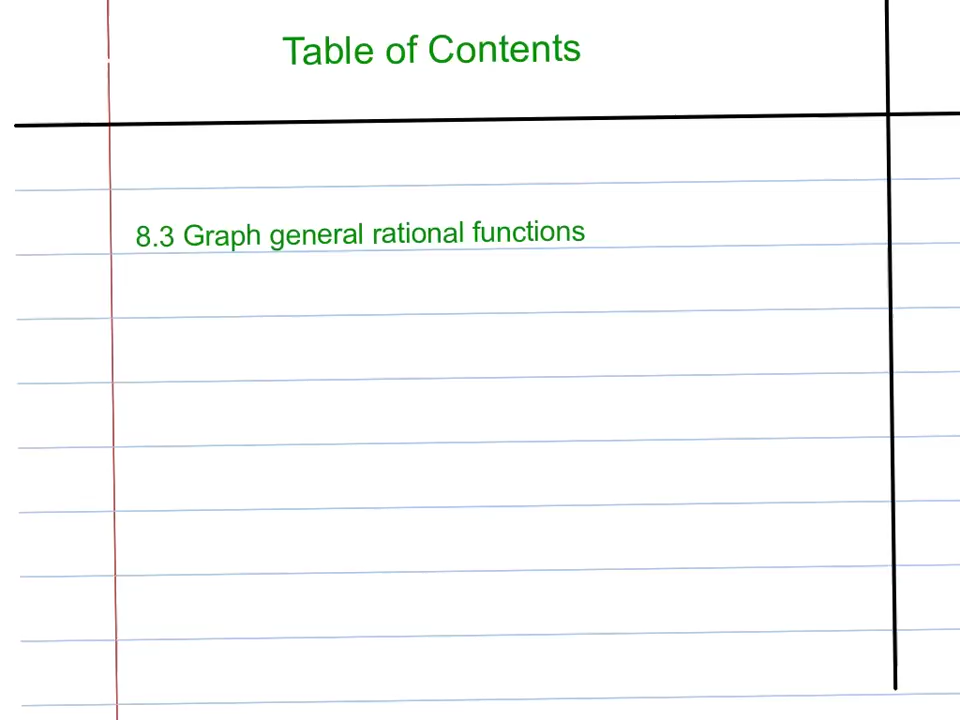 Table of Contents
8.3 Graph general rational functions